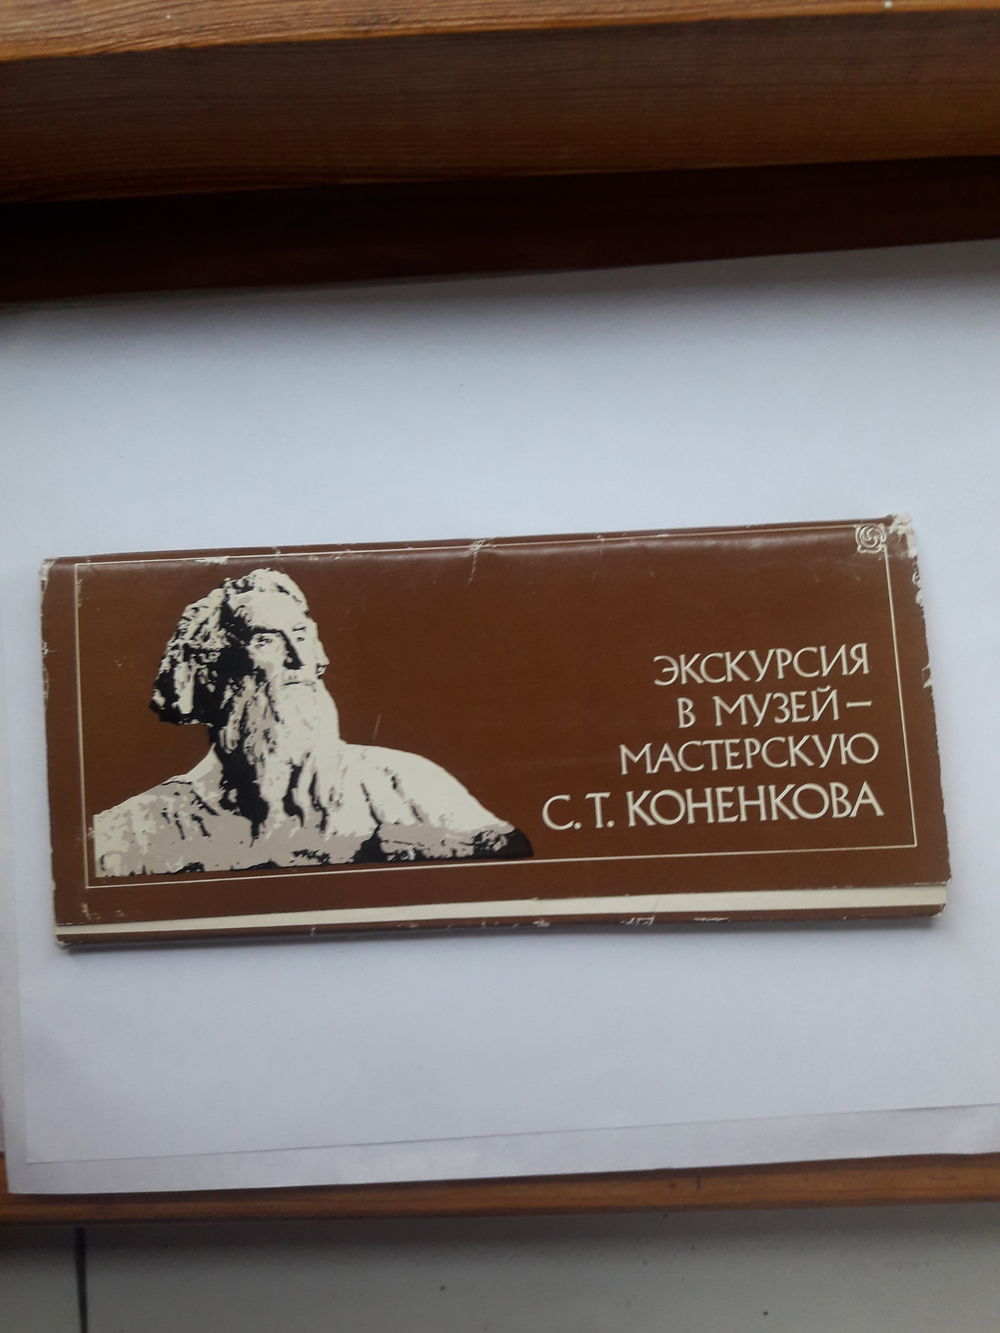 ЭКСКУРСИЯ
В МУЗЕЙ —
МАСТЕРСКУЮ
С. Т. КОНЕНКОВА